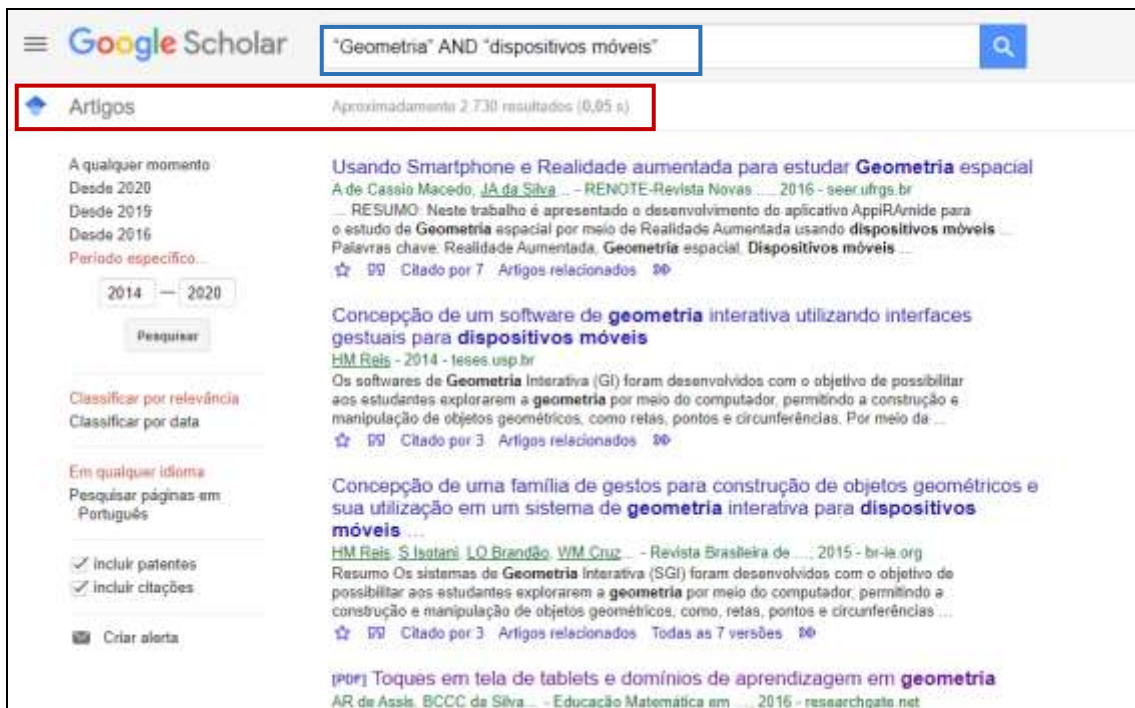 Google Scholar
"Geometria" AND "dispositivos móveis"
Artigos
Aproximadamente 2.730 resultados (0,05 s)
A qualquer momento
Desde 2020
Desde 2019
Desde 2016
Período específico...
2014 — 2020
Pesquisar
Classificar por relevância
Classificar por data
Em qualquer idioma
Pesquisar páginas em
Português
incluir patentes
incluir citações
Criar alerta
Usando Smartphone e Realidade aumentada para estudar Geometria espacial
A de Cassio Macedo, JA da Silva... - RENOTE-Revista Novas ..., 2016 - seer.ufrgs.br
... RESUMO: Neste trabalho é apresentado o desenvolvimento do aplicativo AppiRAmide para
o estudo de Geometria espacial por meio de Realidade Aumentada usando dispositivos móveis ...
Palavras chave: Realidade Aumentada, Geometria espacial, Dispositivos móveis ...
Citado por 7 Artigos relacionados
Concepção de um software de geometria interativa utilizando interfaces
gestuais para dispositivos móveis
HM Reis - 2014 - teses.usp.br
Os softwares de Geometria Interativa (GI) foram desenvolvidos com o objetivo de possibilitar
aos estudantes explorarem a geometria por meio do computador, permitindo a construção e
manipulação de objetos geométricos, como retas, pontos e circunferências. Por meio da ...
Citado por 3 Artigos relacionados
Concepção de uma família de gestos para construção de objetos geométricos e
sua utilização em um sistema de geometria interativa para dispositivos
móveis ...
HM Reis, S Isotani, LO Brandão, WM Cruz... - Revista Brasileira de ..., 2015 - br-ie.org
Resumo Os sistemas de Geometria Interativa (SGI) foram desenvolvidos com o objetivo de
possibilitar aos estudantes explorarem a geometria por meio do computador, permitindo a
construção e manipulação de objetos geométricos, como, retas, pontos e circunferências ...
Citado por 3 Artigos relacionados Todas as 7 versões
[PDF] Toques em tela de tablets e domínios de aprendizagem em geometria
AR de Assis, BCCC da Silva... - Educação Matemática em ..., 2016 - researchgate.net